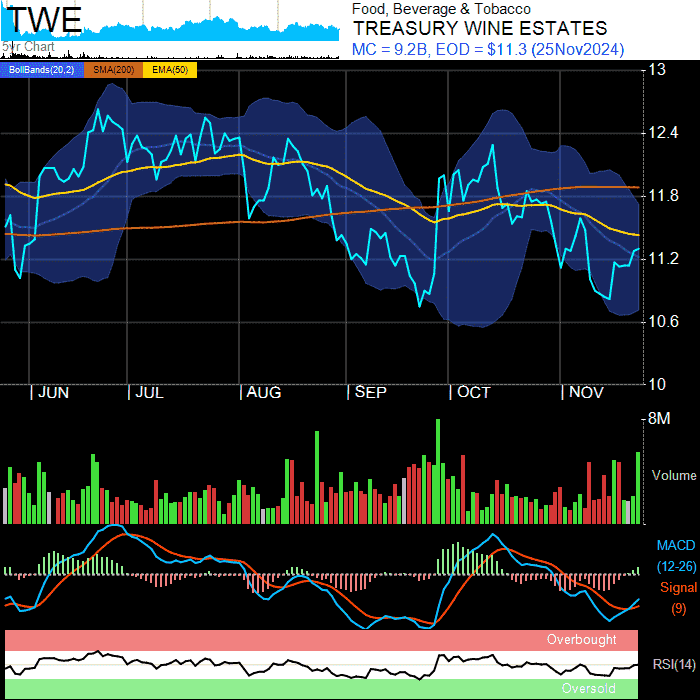 TWE
5yr Chart
Food, Beverage & Tobacco
TREASURY WINE ESTATES
MC = 9.2B, EOD = $11.3 (25Nov2024)
BollBands(20,2) SMA(200) EMA(50)
13
12.4
11.8
11.2
10.6
10
JUN JUL AUG SEP OCT NOV
8M
Volume
MACD
(12-26)
Signal
(9)
Overbought
RSI(14)
Oversold